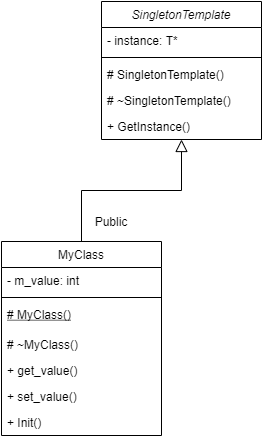 SingletonTemplate
- instance: T*
# SingletonTemplate()
# ~SingletonTemplate()
+ GetInstance()
Public
MyClass
- m_value: int
# MyClass()
# ~MyClass()
+ get_value()
+ set_value()
+ Init()